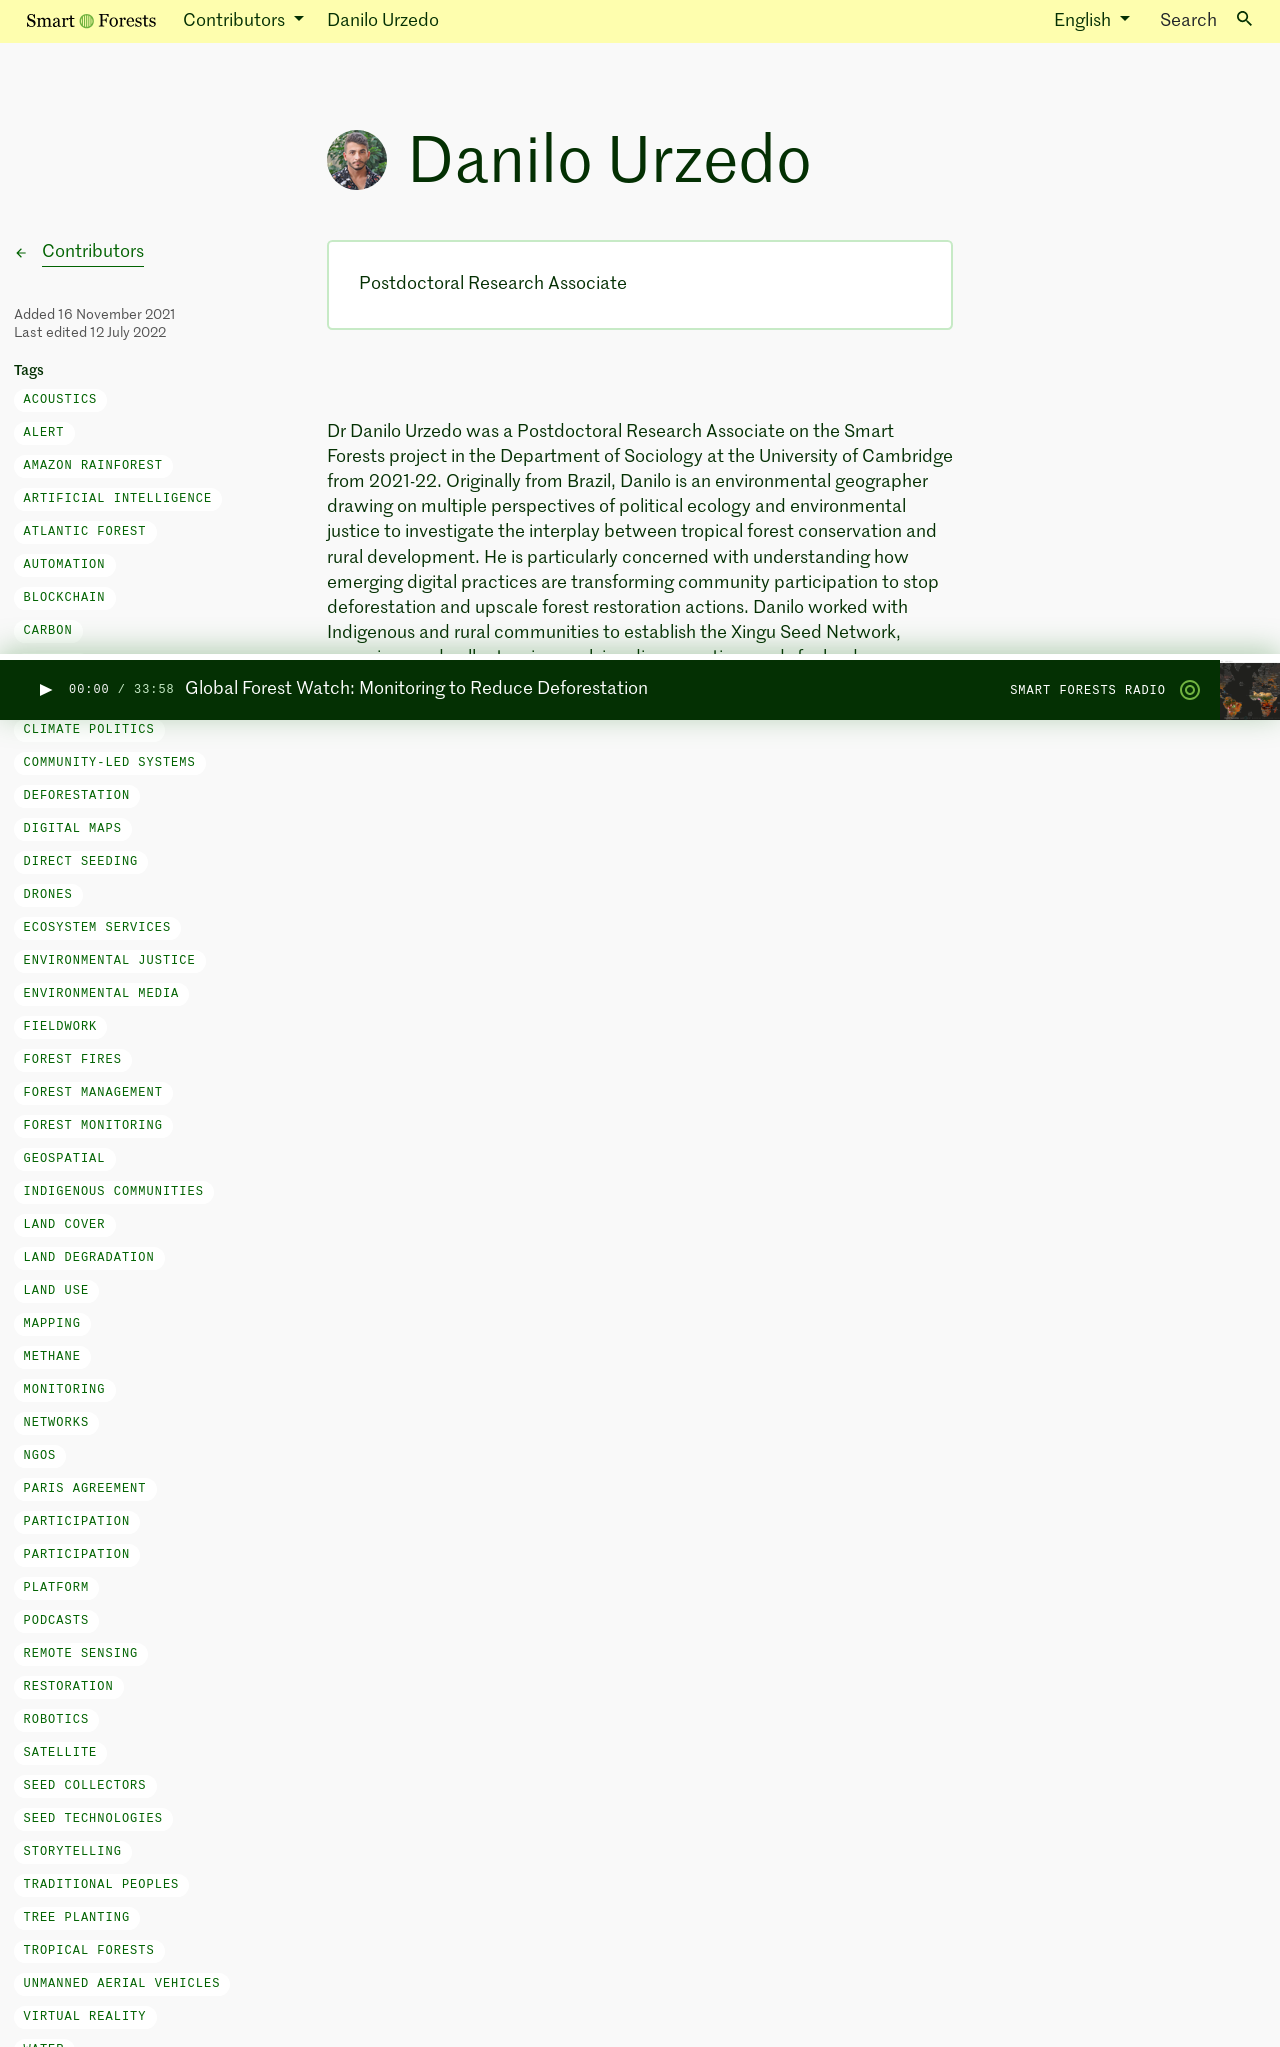 Smart Forests
Contributors
Danilo Urzedo
English
Search
Danilo Urzedo
Contributors
Added 16 November 2021
Last edited 12 July 2022
Tags
ACOUSTICS
ALERT
AMAZON RAINFOREST
ARTIFICIAL INTELLIGENCE
ATLANTIC FOREST
AUTOMATION
BLOCKCHAIN
CARBON
Postdoctoral Research Associate
Dr Danilo Urzedo was a Postdoctoral Research Associate on the Smart
Forests project in the Department of Sociology at the University of Cambridge
from 2021-22. Originally from Brazil, Danilo is an environmental geographer
drawing on multiple perspectives of political ecology and environmental
justice to investigate the interplay between tropical forest conservation and
rural development. He is particularly concerned with understanding how
emerging digital practices are transforming community participation to stop
deforestation and upscale forest restoration actions. Danilo worked with
Indigenous and rural communities to establish the Xingu Seed Network,
00:00 / 33:58
Global Forest Watch: Monitoring to Reduce Deforestation
SMART FORESTS RADIO
CLIMATE POLITICS
COMMUNITY-LED SYSTEMS
DEFORESTATION
DIGITAL MAPS
DIRECT SEEDING
DRONES
ECOSYSTEM SERVICES
ENVIRONMENTAL JUSTICE
ENVIRONMENTAL MEDIA
FIELDWORK
FOREST FIRES
FOREST MANAGEMENT
FOREST MONITORING
GEOSPATIAL
INDIGENOUS COMMUNITIES
LAND COVER
LAND DEGRADATION
LAND USE
MAPPING
METHANE
MONITORING
NETWORKS
NGOS
PARIS AGREEMENT
PARTICIPATION
PARTICIPATION
PLATFORM
PODCASTS
REMOTE SENSING
RESTORATION
ROBOTICS
SATELLITE
SEED COLLECTORS
SEED TECHNOLOGIES
STORYTELLING
TRADITIONAL PEOPLES
TREE PLANTING
TROPICAL FORESTS
UNMANNED AERIAL VEHICLES
VIRTUAL REALITY